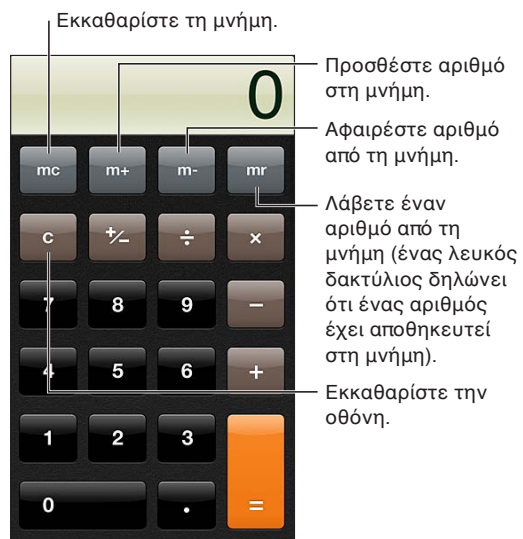 Εκκαθαρίστε τη μνήμη.
0
Προσθέστε αριθμό
στη μνήμη.
Αφαιρέστε αριθμό
από τη μνήμη.
mc m+ m- mr
Λάβετε έναν
αριθμό από τη
μνήμη (ένας λευκός
δακτύλιος δηλώνει
ότι ένας αριθμός
έχει αποθηκευτεί
στη μνήμη).
c +/− ÷ ×
7 8 9 −
4 5 6 +
Εκκαθαρίστε την
οθόνη.
1 2 3
0 . =